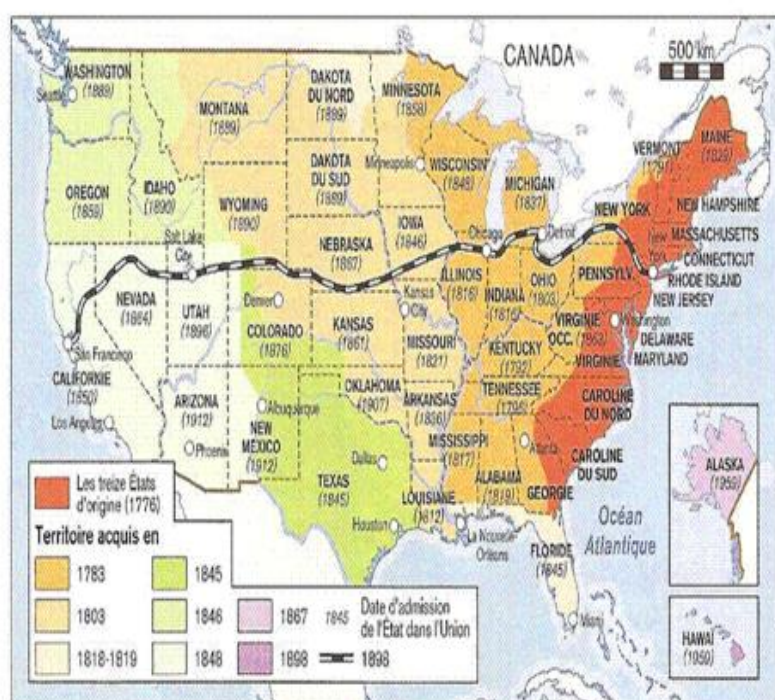 CANADA
500 km
WASHINGTON
(1889)
Seattle
MONTANA
(1889)
DAKOTA
DU NORD
(1889)
MINNESOTA
(1858)
Minneapolis
OREGON
(1859)
IDAHO
(1890)
WYOMING
(1890)
DAKOTA
DU SUD
(1889)
WISCONSIN
(1848)
MICHIGAN
(1837)
VERMONT
(1791)
MAINE
(1820)
NEW HAMPSHIRE
NEW YORK
MASSACHUSETTS
CONNECTICUT
RHODE ISLAND
NEW JERSEY
New
York
PENNSYLV.
DELAWARE
MARYLAND
Washington
Salt Lake
City
NEBRASKA
(1867)
IOWA
(1846)
Chicago
Detroit
ILLINOIS
(1816)
INDIANA
(1816)
OHIO
(1803)
VIRGINIE
OCC. (1863)
VIRGINIE
NEVADA
(1864)
UTAH
(1896)
Denver
COLORADO
(1876)
KANSAS
(1861)
Kansas
City
MISSOURI
(1821)
KENTUCKY
(1792)
TENNESSEE
(1796)
CAROLINE
DU NORD
CAROLINE
DU SUD
San Francisco
CALIFORNIE
(1850)
Los Angeles
ARIZONA
(1912)
Phoenix
Albuquerque
NEW
MEXICO
(1912)
OKLAHOMA
(1907)
ARKANSAS
(1836)
MISSISSIPPI
(1817)
ALABAMA
(1819)
Atlanta
GEORGIE
TEXAS
(1845)
Dallas
Houston
LOUISIANE
(1812)
La Nouvelle-
Orléans
FLORIDE
(1845)
Miami
Océan
Atlantique
ALASKA
(1959)
HAWAÏ
(1959)
Les treize États
d'origine (1776)
Territoire acquis en
1783
1803
1818-1819
1845
1846
1848
1867
1898
1845 Date d'admission
de l'État dans l'Union
1898